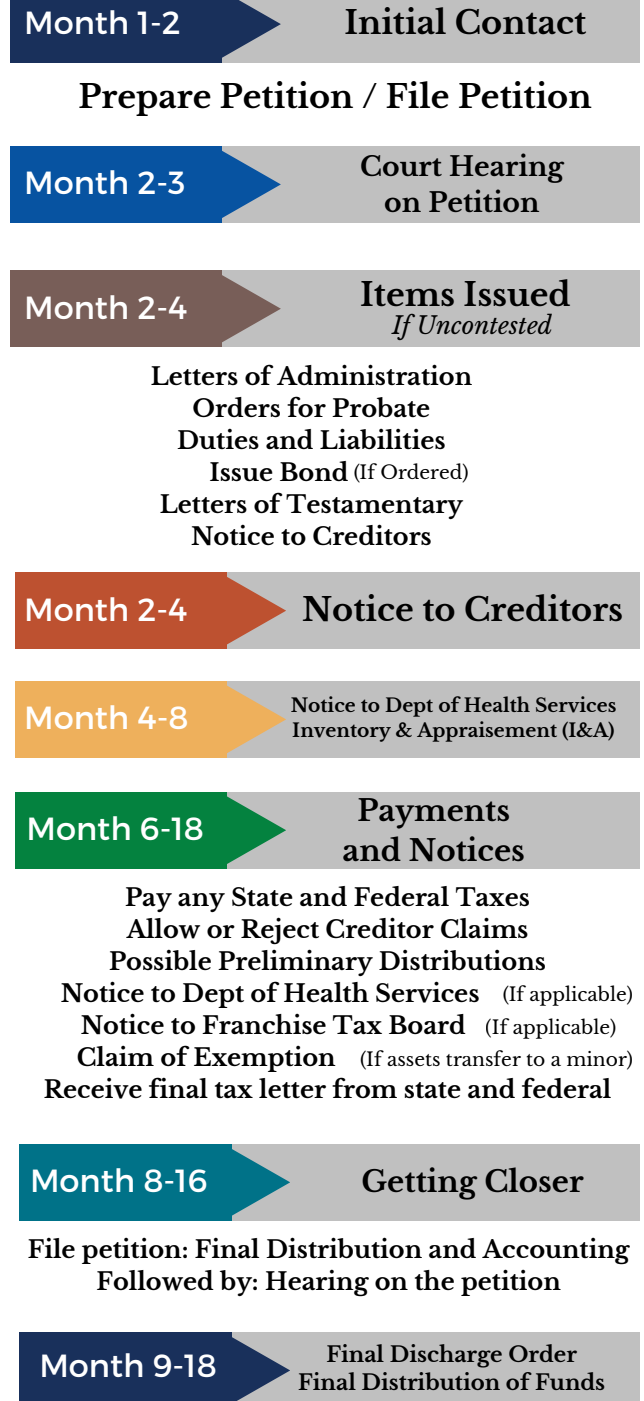 Month 1-2
Initial Contact
Prepare Petition / File Petition
Month 2-3
Court Hearing
on Petition
Month 2-4
Items Issued
If Uncontested
Letters of Administration
Orders for Probate
Duties and Liabilities
Issue Bond (If Ordered)
Letters of Testamentary
Notice to Creditors
Month 2-4
Notice to Creditors
Month 4-8
Notice to Dept of Health Services
Inventory & Appraisement (I&A)
Month 6-18
Payments
and Notices
Pay any State and Federal Taxes
Allow or Reject Creditor Claims
Possible Preliminary Distributions
Notice to Dept of Health Services (If applicable)
Notice to Franchise Tax Board (If applicable)
Claim of Exemption (If assets transfer to a minor)
Receive final tax letter from state and federal
Month 8-16
Getting Closer
File petition: Final Distribution and Accounting
Followed by: Hearing on the petition
Month 9-18
Final Discharge Order
Final Distribution of Funds